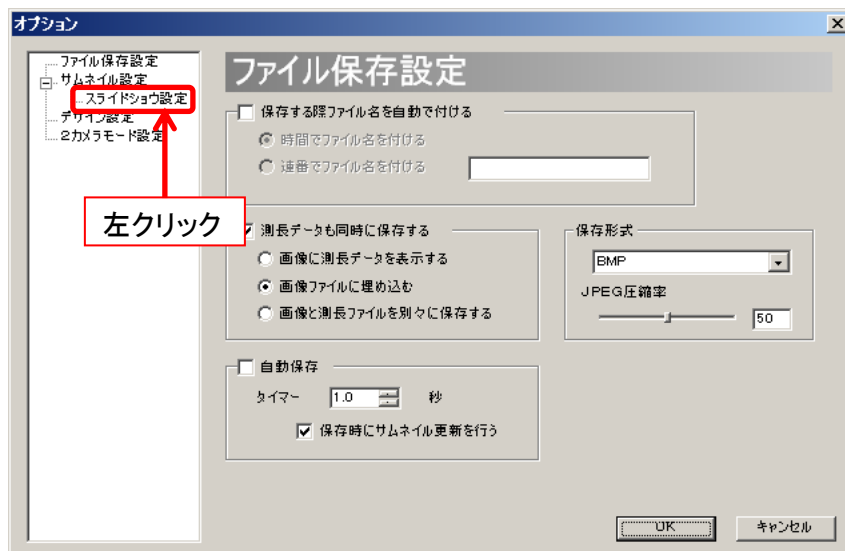 オプション
ファイル保存設定
サムネイル設定
スライドショウ設定
デザイン設定
2カメラモード設定
左クリック
ファイル保存設定
保存する際ファイル名を自動で付ける
時間でファイル名を付ける
連番でファイル名を付ける
測長データも同時に保存する
画像に測長データを表示する
画像ファイルに埋め込む
画像と測長ファイルを別々に保存する
保存形式
BMP
JPEG圧縮率
50
自動保存
タイマー 1.0 秒
保存時にサムネイル更新を行う
OK キャンセル